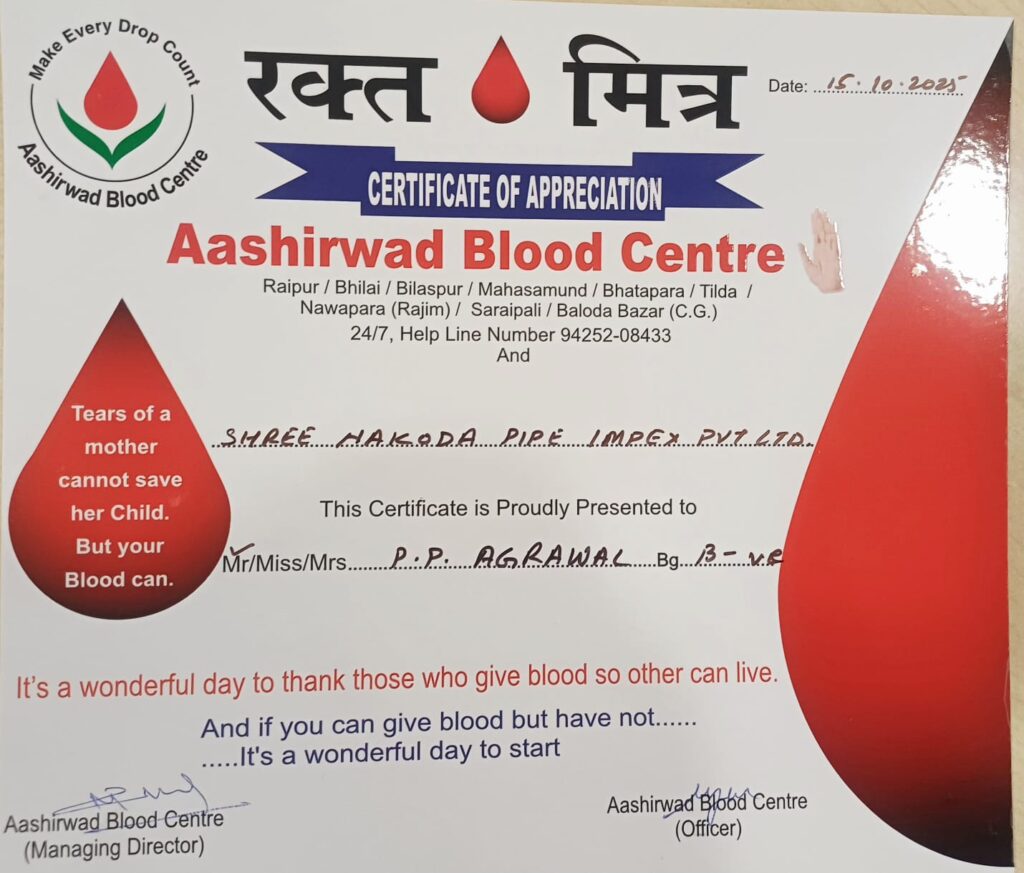 Make Every Drop Count
Aashirwad Blood Centre
रक्त मित्र
Date: 15.10.2025
CERTIFICATE OF APPRECIATION
Aashirwad Blood Centre
Raipur / Bhilai / Bilaspur / Mahasamund / Bhatapara / Tilda /
Nawapara (Rajim) / Saraipali / Baloda Bazar (C.G.)
24/7, Help Line Number 94252-08433
And
Tears of a
mother
cannot save
her Child.
But your
Blood can.
SHREE NAKODA PIPE IMPEX PVT LTD.
This Certificate is Proudly Presented to
Mr/Miss/Mrs...... P.P. AGRAWAL Bg. B- ve
It's a wonderful day to thank those who give blood so other can live.
And if you can give blood but have not......
.....It's a wonderful day to start
Aashirwad Blood Centre
(Managing Director)
Aashirwad Blood Centre
(Officer)